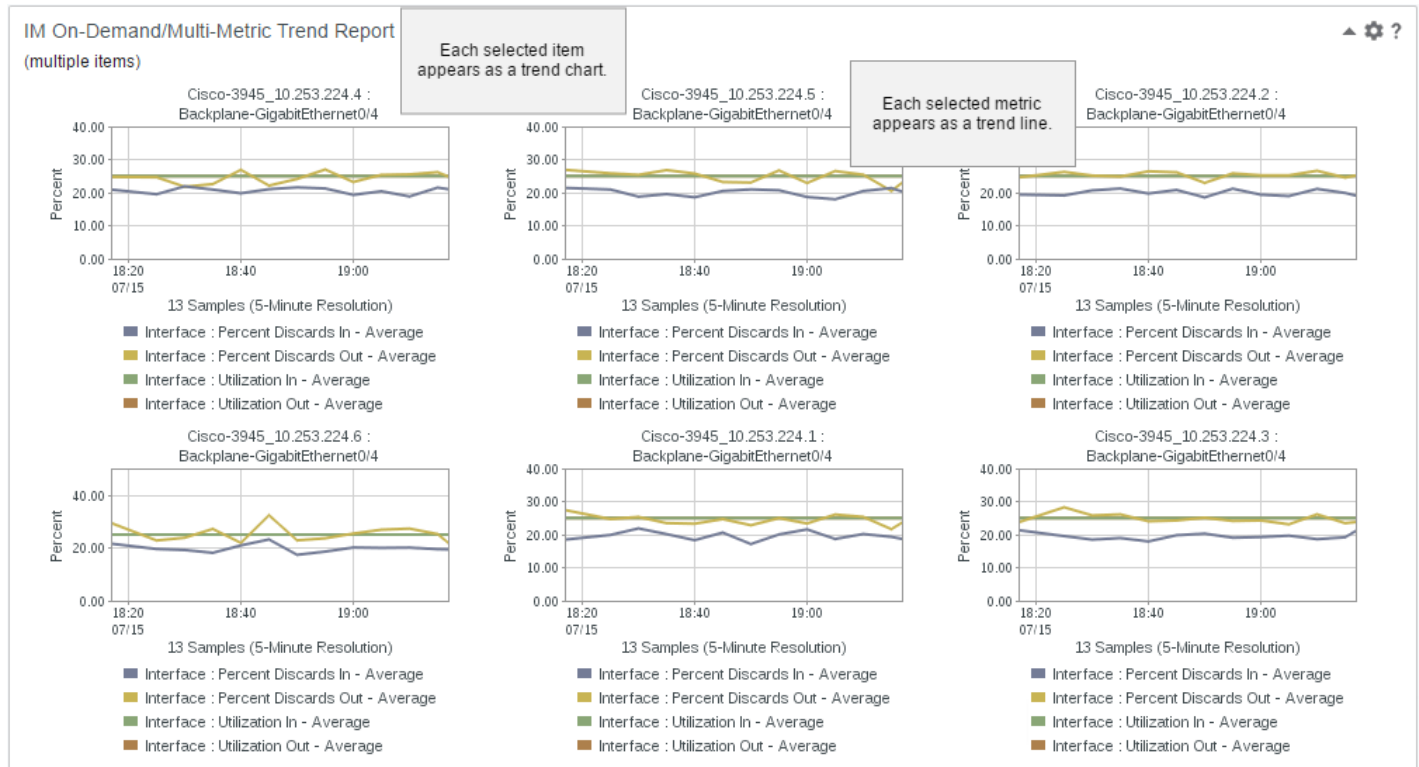 IM On-Demand/Multi-Metric Trend Report
(multiple items)
Each selected item
appears as a trend chart.
Each selected metric
appears as a trend line.
?
Cisco-3945_10.253.224.4 :
Backplane-GigabitEthernet0/4
Percent
40.00
30.00
20.00
10.00
0.00
18:20
18:40
19:00
07/15
13 Samples (5-Minute Resolution)
Interface : Percent Discards In - Average
Interface : Percent Discards Out - Average
Interface : Utilization In - Average
Interface : Utilization Out - Average
Cisco-3945_10.253.224.5 :
Backplane-GigabitEthernet0/4
Percent
40.00
30.00
20.00
10.00
0.00
18:20
18:40
19:00
07/15
13 Samples (5-Minute Resolution)
Interface : Percent Discards In - Average
Interface : Percent Discards Out - Average
Interface : Utilization In - Average
Interface : Utilization Out - Average
Cisco-3945_10.253.224.2 :
Backplane-GigabitEthernet0/4
20.00
10.00
0.00
18:20
18:40
19:00
07/15
13 Samples (5-Minute Resolution)
Interface : Percent Discards In - Average
Interface : Percent Discards Out - Average
Interface : Utilization In - Average
Interface : Utilization Out - Average
Cisco-3945_10.253.224.6 :
Backplane-GigabitEthernet0/4
Percent
40.00
20.00
0.00
18:20
18:40
19:00
07/15
13 Samples (5-Minute Resolution)
Interface : Percent Discards In - Average
Interface : Percent Discards Out - Average
Interface : Utilization In - Average
Interface : Utilization Out - Average
Cisco-3945_10.253.224.1 :
Backplane-GigabitEthernet0/4
Percent
40.00
30.00
20.00
10.00
0.00
18:20
18:40
19:00
07/15
13 Samples (5-Minute Resolution)
Interface : Percent Discards In - Average
Interface : Percent Discards Out - Average
Interface : Utilization In - Average
Interface : Utilization Out - Average
Cisco-3945_10.253.224.3 :
Backplane-GigabitEthernet0/4
Percent
40.00
30.00
20.00
10.00
0.00
18:20
18:40
19:00
07/15
13 Samples (5-Minute Resolution)
Interface : Percent Discards In - Average
Interface : Percent Discards Out - Average
Interface : Utilization In - Average
Interface : Utilization Out - Average